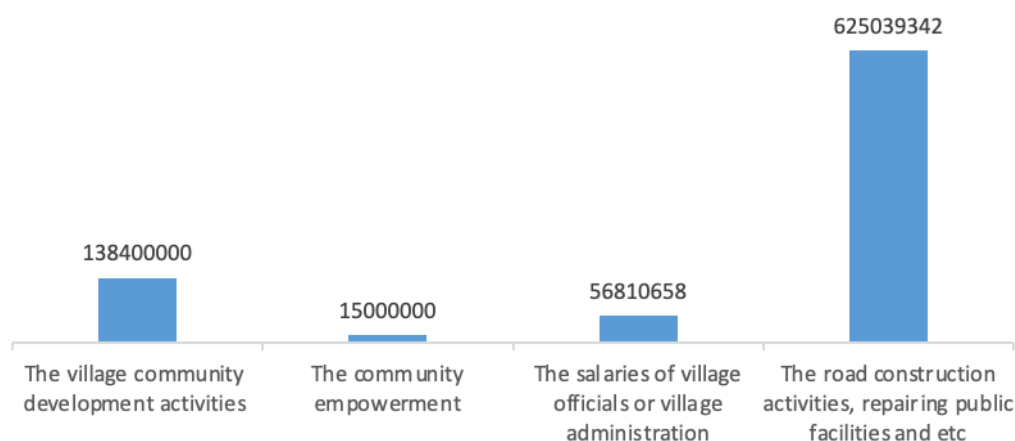 625039342
138400000
56810658
15000000
The village community
development activities
The community
empowerment
The salaries of village
officials or village
administration
The road construction
activities, repairing public
facilities and etc